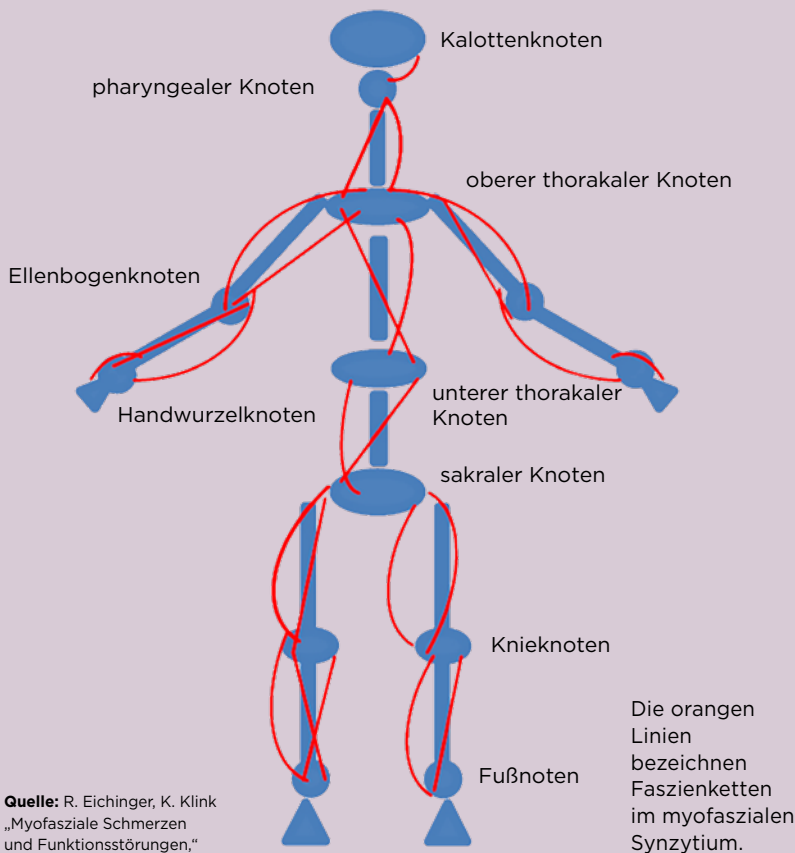 Kalottenknoten
pharyngealer Knoten
oberer thorakaler Knoten
Ellenbogenknoten
Handwurzelknoten
unterer thorakaler
Knoten
sakraler Knoten
Knieknoten
Fußnoten
Die orangen
Linien
bezeichnen
Faszienketten
im myofaszialen
Synzytium.
Quelle: R. Eichinger, K. Klink
„Myofasziale Schmerzen
und Funktionsstörungen,“